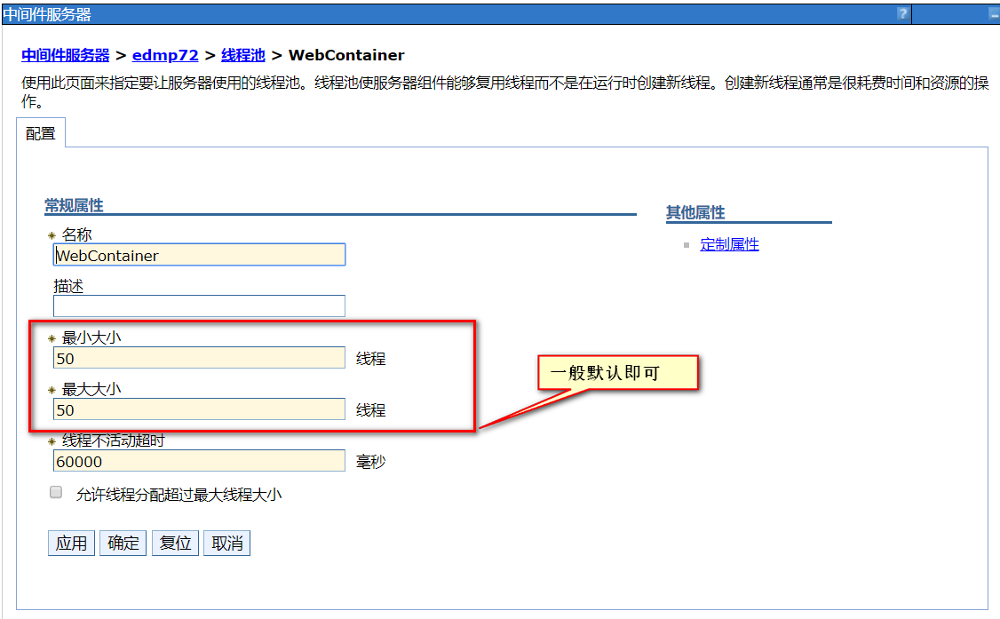 中间件服务器
?
中间件服务器 > edmp72 > 线程池 > WebContainer
使用此页面来指定要让服务器使用的线程池。线程池使服务器组件能够复用线程而不是在运行时创建新线程。创建新线程通常是很耗费时间和资源的操
作。
配置
常规属性
名称
WebContainer
描述
最小大小
50 线程
最大大小
50 线程
线程不活动超时
60000 毫秒
允许线程分配超过最大线程大小
应用 确定 复位 取消
其他属性
定制属性
一般默认即可